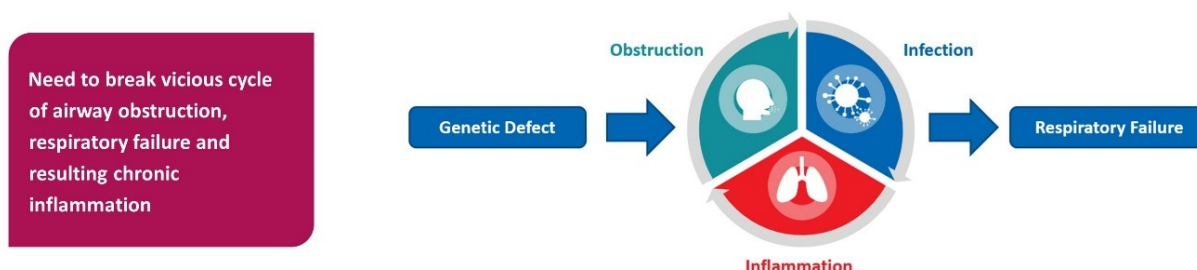 Need to break vicious cycle
of airway obstruction,
respiratory failure and
resulting chronic
inflammation
Genetic Defect
Obstruction
Infection
Inflammation
Respiratory Failure